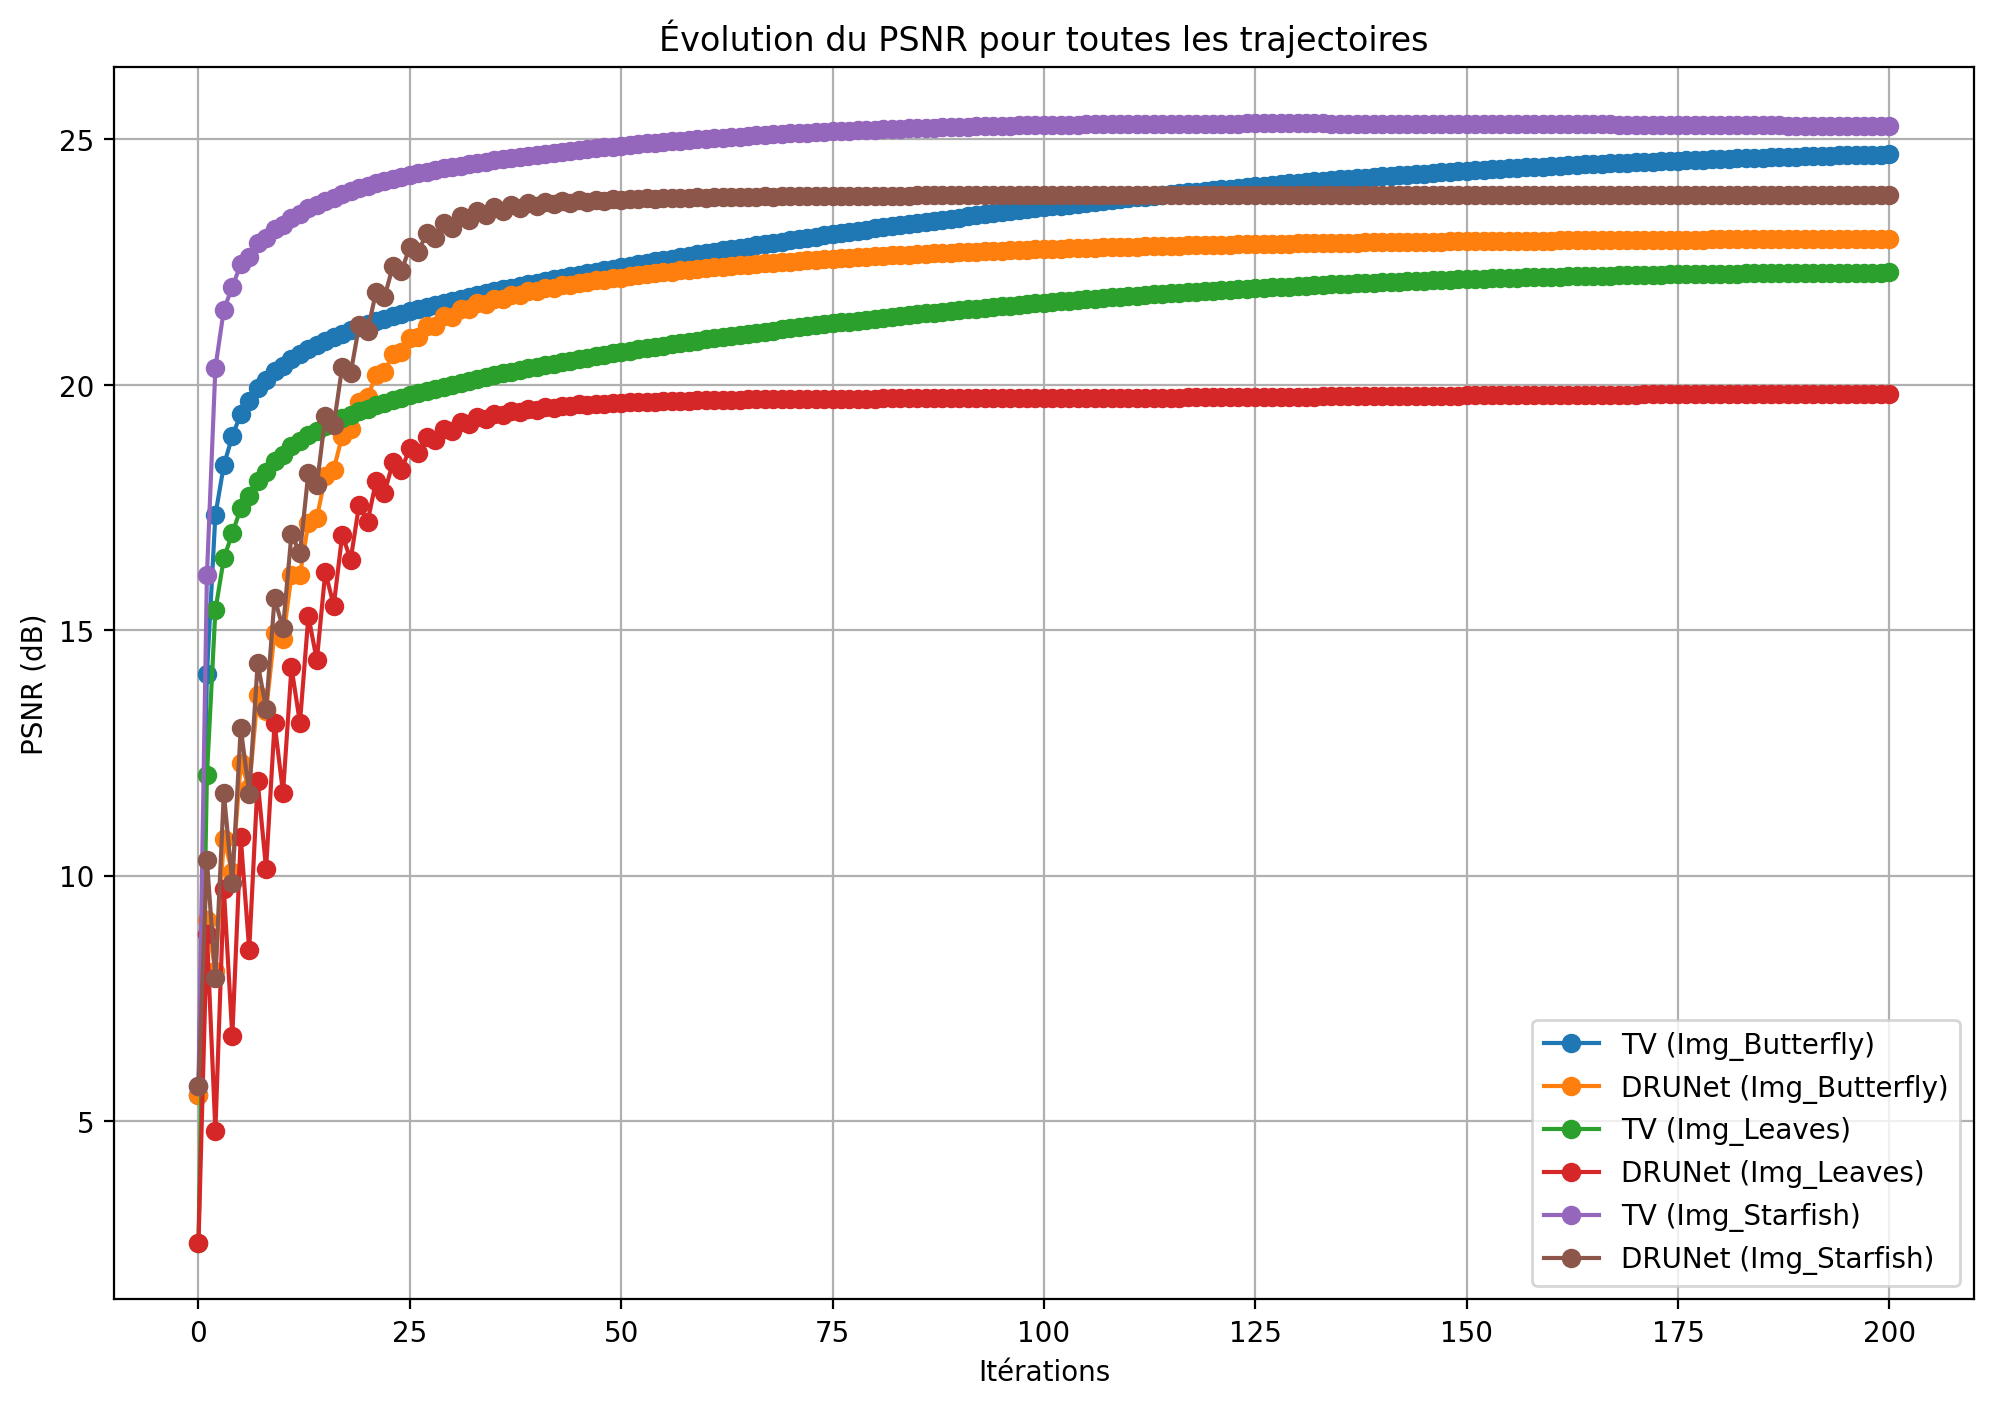 Évolution du PSNR pour toutes les trajectoires
PSNR (dB)
25
20
15
10
5
0 25 50 75 100 125 150 175 200
Itérations
TV (Img_Butterfly)
DRUNet (Img_Butterfly)
TV (Img_Leaves)
DRUNet (Img_Leaves)
TV (Img_Starfish)
DRUNet (Img_Starfish)